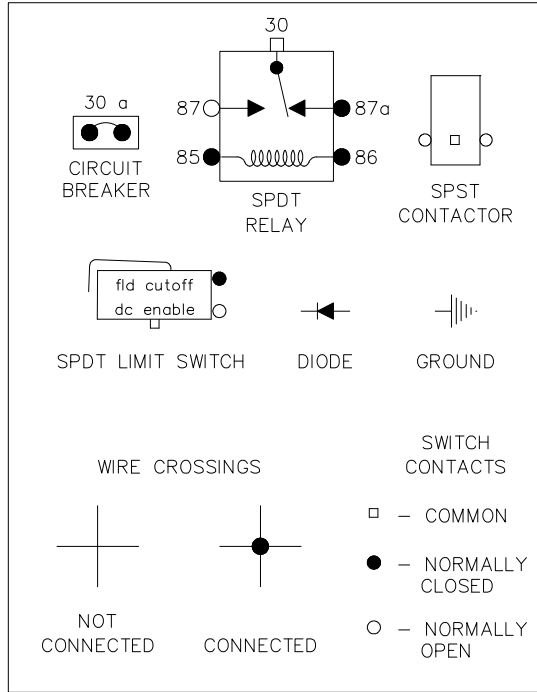 30
30 a
87
87a
85
86
CIRCUIT
BREAKER
SPDT
RELAY
SPST
CONTACTOR
fld cutoff
dc enable
SPDT LIMIT SWITCH
DIODE
GROUND
WIRE CROSSINGS
NOT
CONNECTED
CONNECTED
SWITCH
CONTACTS
– COMMON
– NORMALLY
CLOSED
– NORMALLY
OPEN